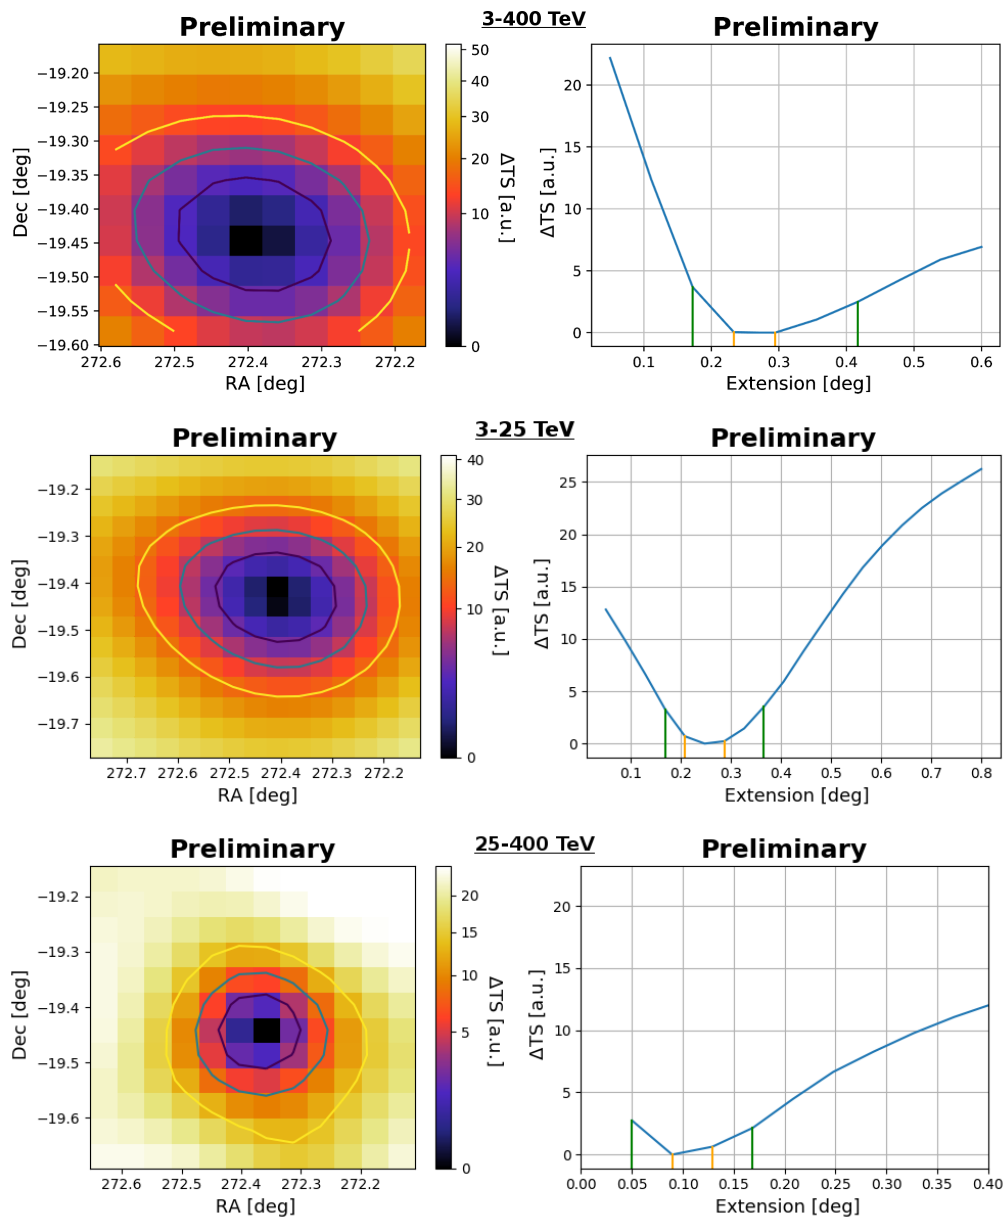 3-400 TeV
Preliminary
−19.20
−19.25
−19.30
−19.35
−19.40
−19.45
−19.50
−19.55
−19.60
Dec [deg]
272.6 272.5 272.4 272.3 272.2
RA [deg]
50
40
30
20
10
0
ΔTS [a.u.]
Preliminary
20
15
10
5
0
ΔTS [a.u.]
0.1 0.2 0.3 0.4 0.5 0.6
Extension [deg]
3-25 TeV
Preliminary
−19.2
−19.3
−19.4
−19.5
−19.6
−19.7
Dec [deg]
272.7 272.6 272.5 272.4 272.3 272.2
RA [deg]
40
30
20
10
0
ΔTS [a.u.]
Preliminary
25
20
15
10
5
0
ΔTS [a.u.]
0.1 0.2 0.3 0.4 0.5 0.6 0.7 0.8
Extension [deg]
25-400 TeV
Preliminary
−19.2
−19.3
−19.4
−19.5
−19.6
Dec [deg]
272.6 272.5 272.4 272.3 272.2
RA [deg]
20
15
10
5
0
ΔTS [a.u.]
Preliminary
20
15
10
5
0
ΔTS [a.u.]
0.00 0.05 0.10 0.15 0.20 0.25 0.30 0.35 0.40
Extension [deg]